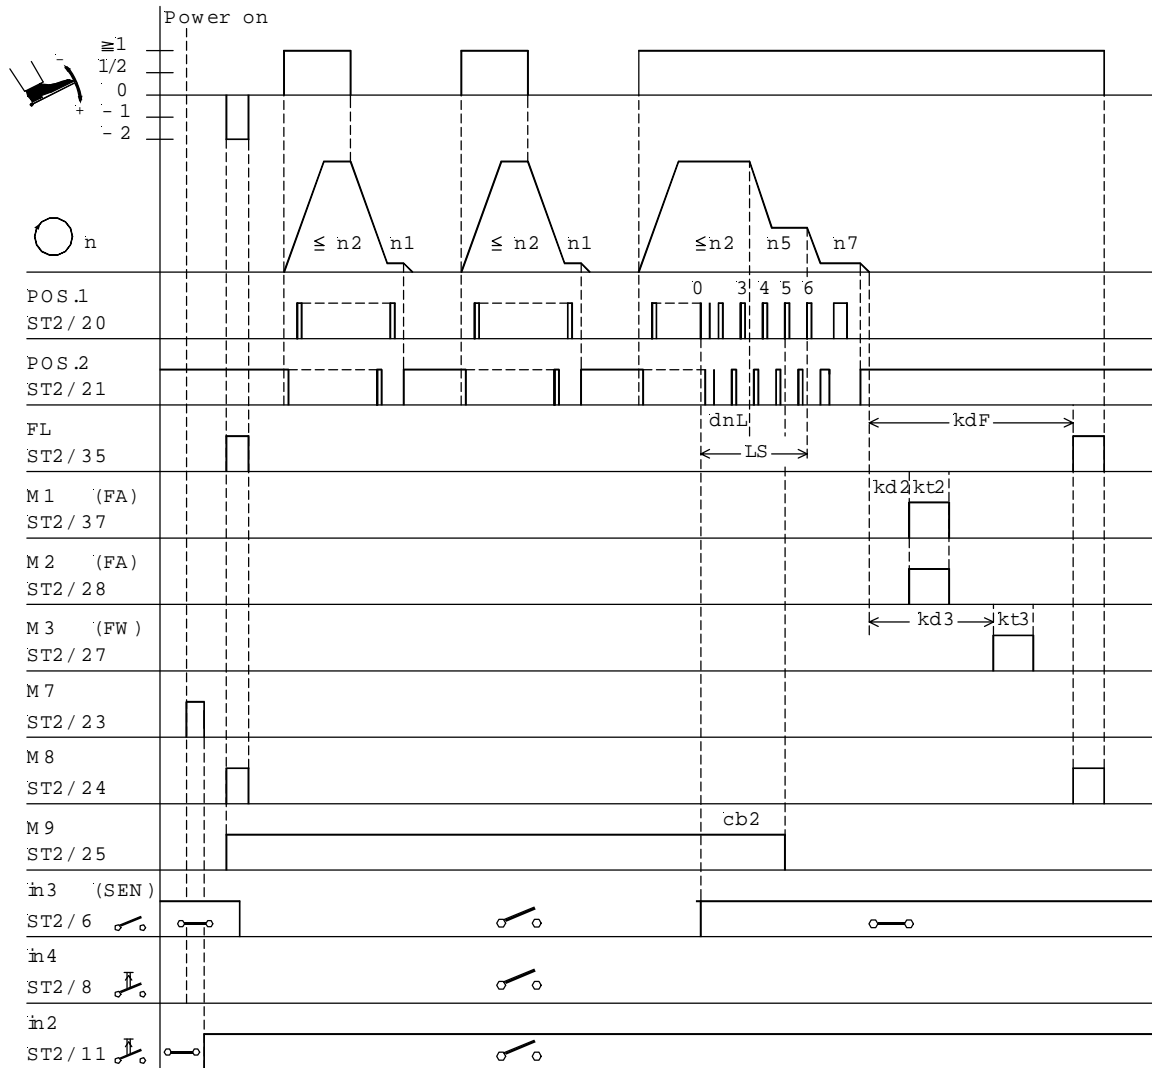 Power on
≧1
1/2
0
-1
-2
-
+
n
≦ n2
n1
≦ n2
n1
≦n2
n5
n7
POS.1
ST2/20
0
3
4
5
6
POS.2
ST2/21
dnL
FL
ST2/35
LS
kdF
M1 (FA)
ST2/37
kd2
kt2
M2 (FA)
ST2/28
M3 (FW)
ST2/27
kd3
kt3
M7
ST2/23
M8
ST2/24
M9
ST2/25
cb2
in3 (SEN)
ST2/6
in4
ST2/8
in2
ST2/11